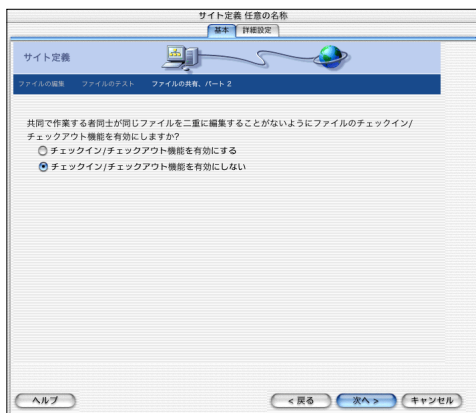 サイト定義 任意の名称
基本 詳細設定
サイト定義
ファイルの編集 ファイルのテスト ファイルの共有、パート 2
共同で作業する者同士が同じファイルを二重に編集することがないようにファイルのチェックイン/
チェックアウト機能を有効にしますか?
チェックイン/チェックアウト機能を有効にする
チェックイン/チェックアウト機能を有効にしない
ヘルプ < 戻る 次へ > キャンセル